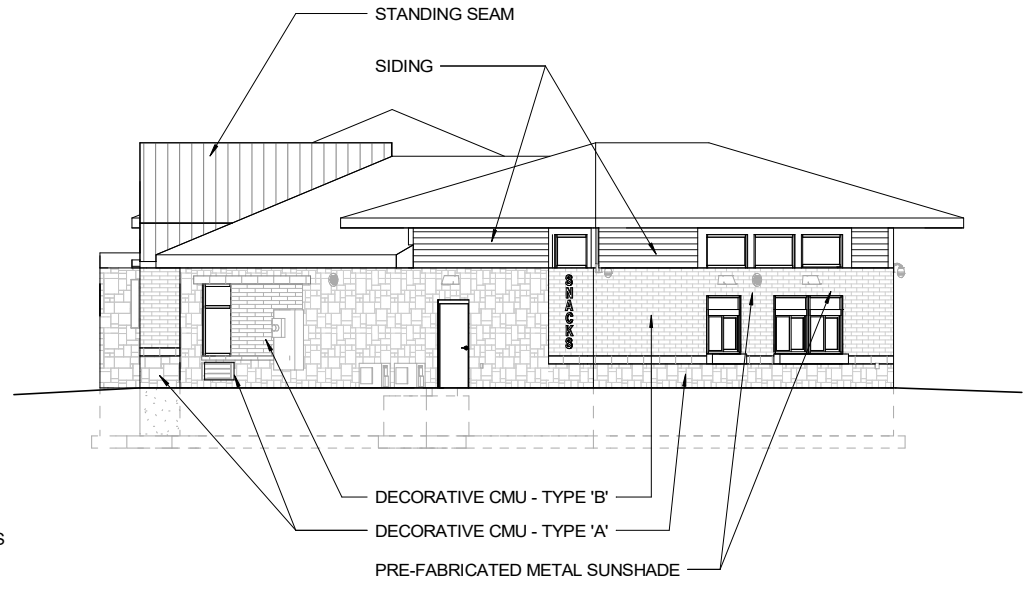 STANDING SEAM
SIDING
SNACKS
DECORATIVE CMU - TYPE 'B'
DECORATIVE CMU - TYPE 'A'
S
PRE-FABRICATED METAL SUNSHADE